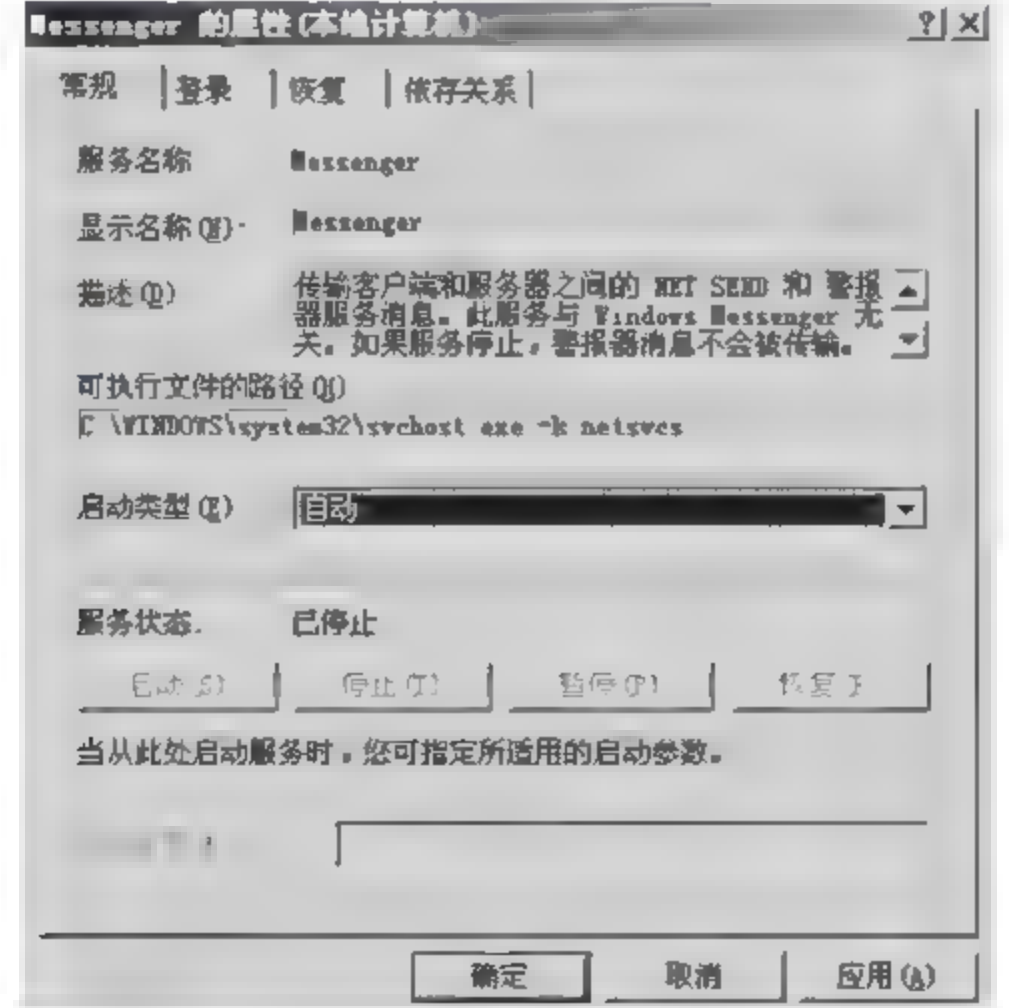 Messenger 的属性(本地计算机)
常规 登录 恢复 依存关系
服务名称 Messenger
显示名称(N): Messenger
描述(D) 传输客户端和服务器之间的 NET SEND 和 警报
器服务消息。此服务与 Windows Messenger 无
关。如果服务停止,警报器消息不会被传输。
可执行文件的路径(H)
C \WINDOWS\system32\svchost exe -k netsvcs
启动类型(E) 自动
服务状态. 已停止
启动(S) 停止(T) 暂停(P) 恢复
当从此处启动服务时,您可指定所适用的启动参数。
确定 取消 应用(A)